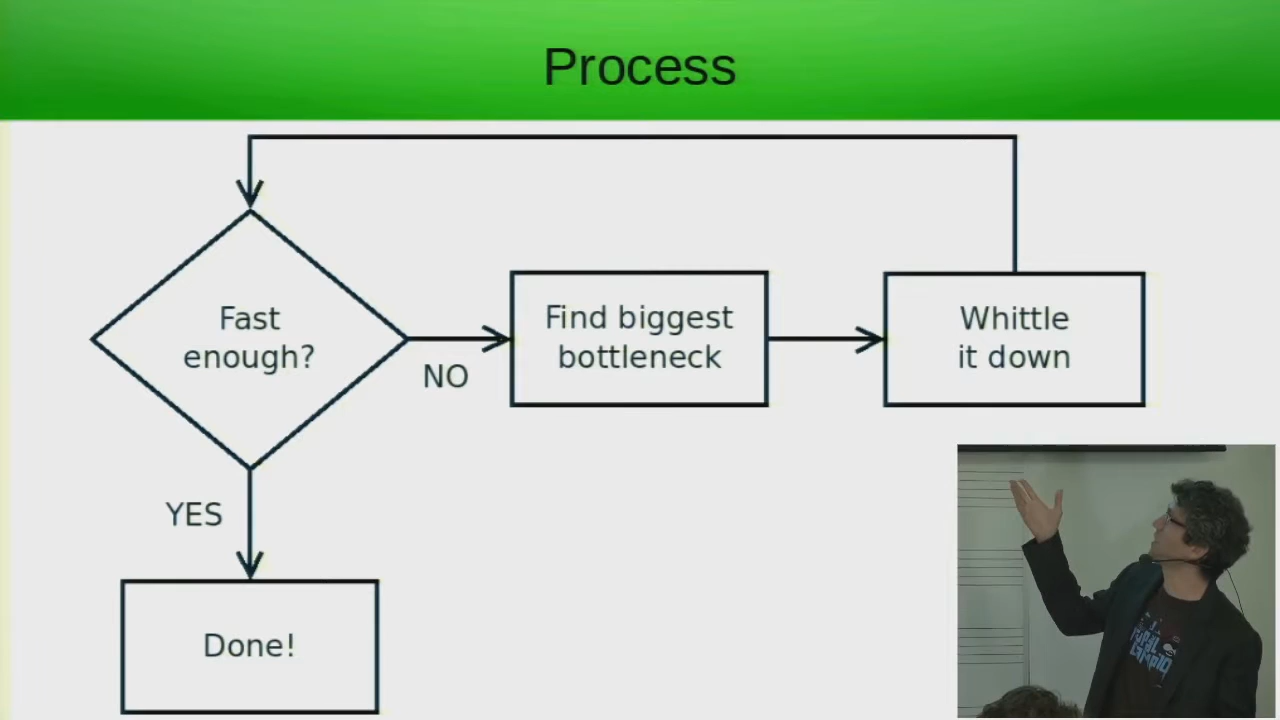 Process
Fast
enough?
NO
Find biggest
bottleneck
Whittle
it down
YES
Done!